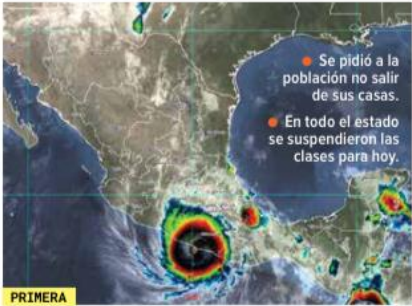 ● Se pidió a la
población no salir
de sus casas.
● En todo el estado
se suspendieron las
clases para hoy.
PRIMERA